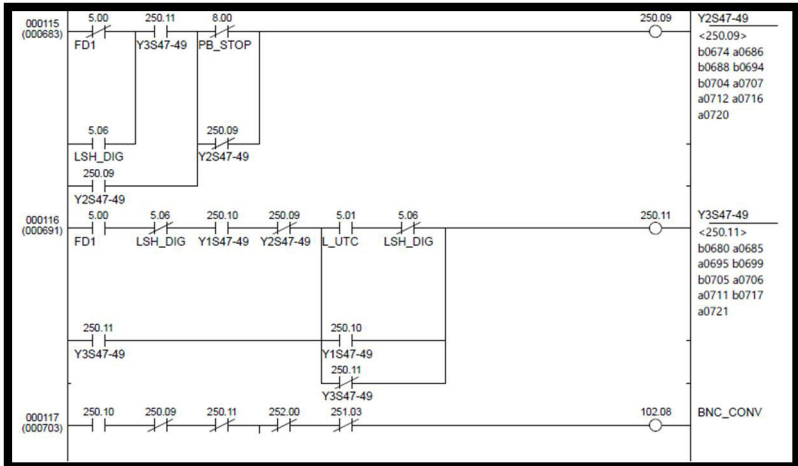 000115
(000683)
5.00 250.11 8.00 250.09
FD1 Y3S47-49 PB_STOP
Y2S47-49
<250.09>
b0674 a0686
b0688 b0694
b0704 a0707
a0712 a0716
a0720
5.06 250.09
LSH_DIG Y2S47-49
250.09
Y2S47-49
000116
(000691)
5.00 5.06 250.10 250.09 5.01 5.06 250.11
FD1 LSH_DIG Y1S47-49 Y2S47-49 L_UTC LSH_DIG
Y3S47-49
<250.11>
b0680 a0685
a0695 b0699
b0705 a0706
a0711 b0717
a0721
250.11 250.10
Y3S47-49 Y1S47-49
250.11
Y3S47-49
000117
(000703)
250.10 250.09 250.11 252.00 251.03 102.08
BNC_CONV